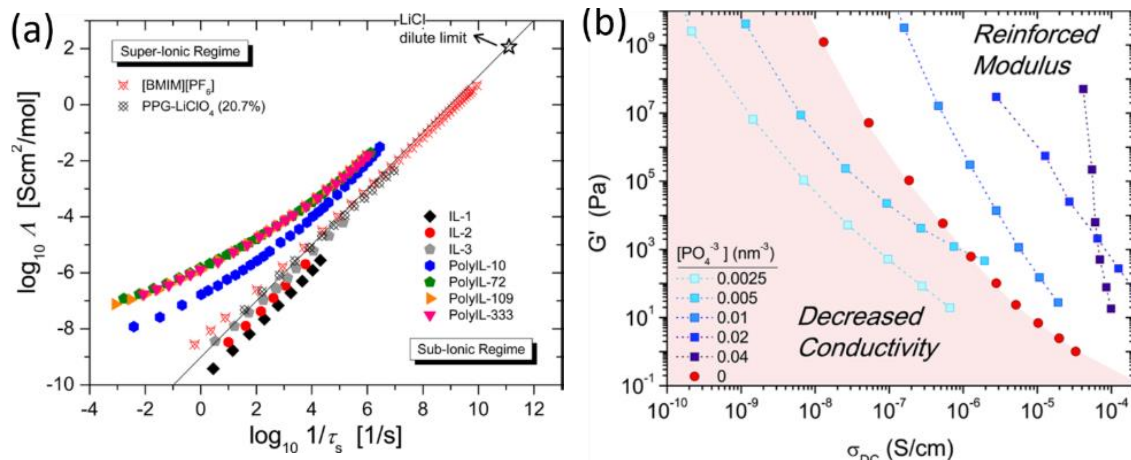 (a)
LiCl
dilute limit
Super-Ionic Regime
[BMIM][PF6]
PPG-LiClO4 (20.7%)
IL-1
IL-2
IL-3
PolyIL-10
PolyIL-72
PolyIL-109
PolyIL-333
Sub-Ionic Regime
2
0
-2
-4
-6
-8
-10
log10 Λ [Scm²/mol]
-4 -2 0 2 4 6 8 10 12
log10 1/τs [1/s]
(b)
Reinforced
Modulus
[PO4-3] (nm-3)
0.0025
0.005
0.01
0.02
0.04
0
Decreased
Conductivity
10^9
10^7
10^5
10^3
10^1
10^-1
G' (Pa)
10^-10 10^-9 10^-8 10^-7 10^-6 10^-5 10^-4
σDC (S/cm)